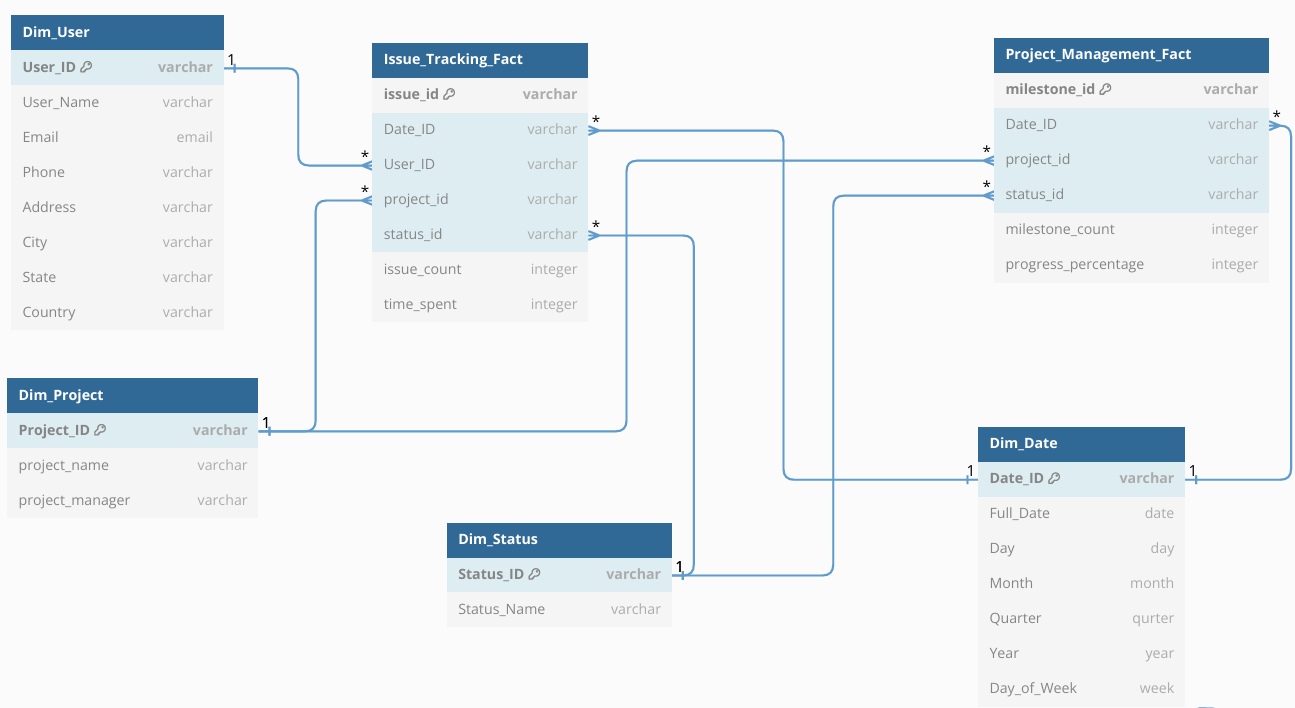 Dim_User
User_ID varchar
User_Name varchar
Email email
Phone varchar
Address varchar
City varchar
State varchar
Country varchar
1
*
Issue_Tracking_Fact
issue_id varchar
Date_ID varchar
User_ID varchar
project_id varchar
status_id varchar
issue_count integer
time_spent integer
*
*
*
Project_Management_Fact
milestone_id varchar
Date_ID varchar
project_id varchar
status_id varchar
milestone_count integer
progress_percentage integer
*
*
*
Dim_Project
Project_ID varchar
project_name varchar
project_manager varchar
1
Dim_Status
Status_ID varchar
Status_Name varchar
1
Dim_Date
Date_ID varchar
Full_Date date
Day day
Month month
Quarter qurter
Year year
Day_of_Week week
1
1